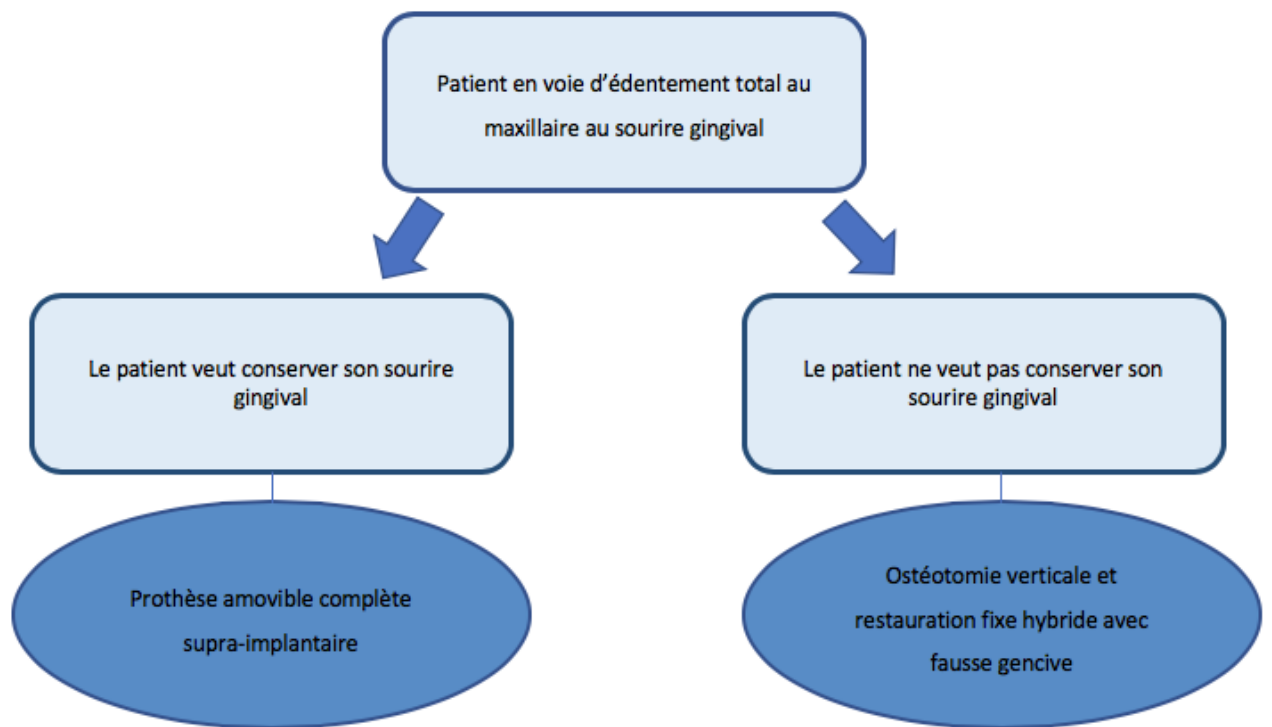 Patient en voie d'édentement total au
maxillaire au sourire gingival
Le patient veut conserver son sourire
gingival
Le patient ne veut pas conserver son
sourire gingival
Prothèse amovible complète
supra-implantaire
Ostéotomie verticale et
restauration fixe hybride avec
fausse gencive